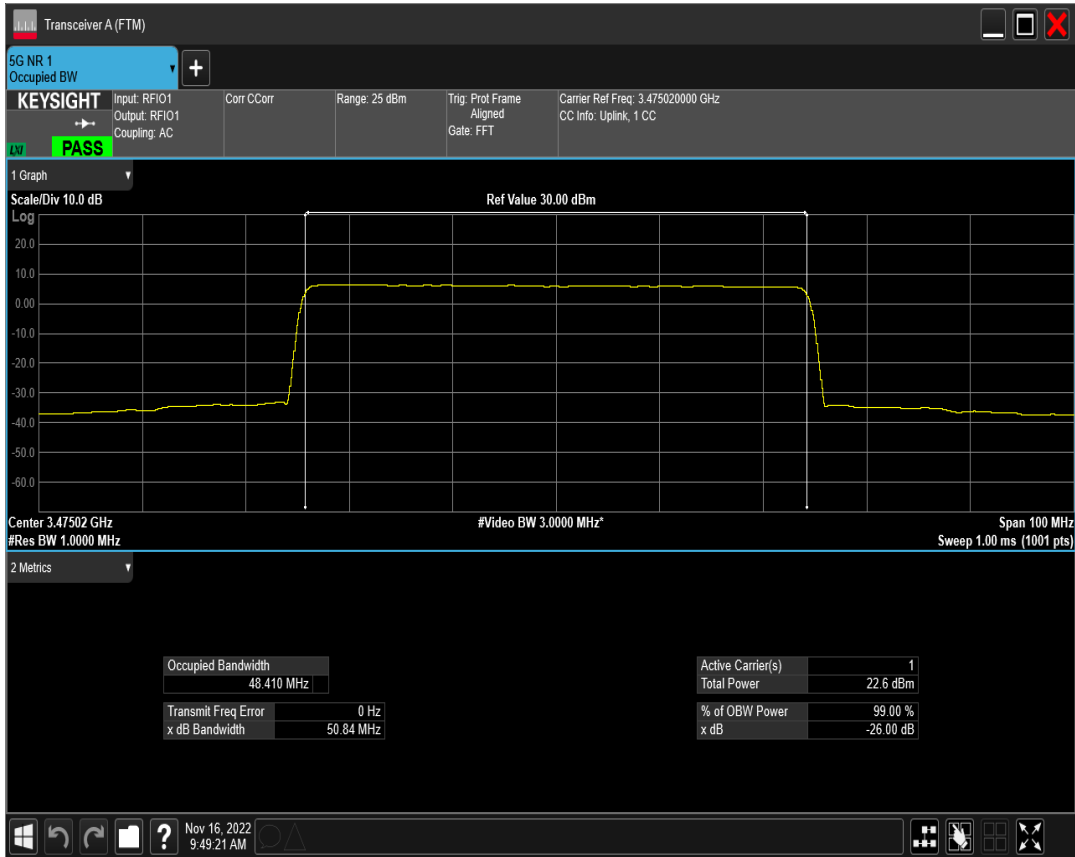 Transceiver A (FTM)
5G NR 1
Occupied BW
+
KEYSIGHT
LXI
PASS
Input: RFIO1
Output: RFIO1
Coupling: AC
Corr CCorr
Range: 25 dBm
Trig: Prot Frame
Aligned
Gate: FFT
Carrier Ref Freq: 3.475020000 GHz
CC Info: Uplink, 1 CC
1 Graph
Scale/Div 10.0 dB
Ref Value 30.00 dBm
Log
20.0
10.0
0.00
-10.0
-20.0
-30.0
-40.0
-50.0
-60.0
Center 3.47502 GHz
#Video BW 3.0000 MHz*
Span 100 MHz
#Res BW 1.0000 MHz
Sweep 1.00 ms (1001 pts)
2 Metrics
Occupied Bandwidth
48.410 MHz
Transmit Freq Error 0 Hz
x dB Bandwidth 50.84 MHz
Active Carrier(s) 1
Total Power 22.6 dBm
% of OBW Power 99.00 %
x dB -26.00 dB
?
Nov 16, 2022
9:49:21 AM